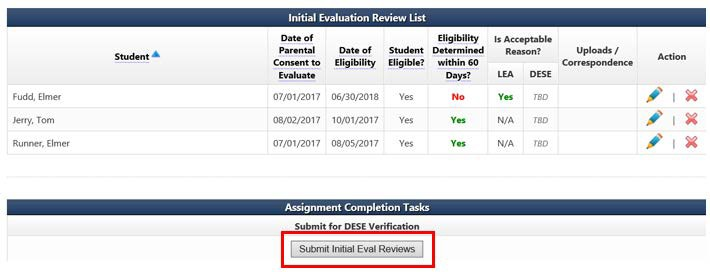 Initial Evaluation Review List
Student
Date of
Parental
Consent to
Evaluate
Date of
Eligibility
Student
Eligible?
Eligibility
Determined
within 60
Days?
Is Acceptable
Reason?
LEA
DESE
Uploads /
Correspondence
Action
Fudd, Elmer 07/01/2017 06/30/2018 Yes No Yes TBD |
Jerry, Tom 08/02/2017 10/01/2017 Yes Yes N/A TBD |
Runner, Elmer 07/01/2017 08/05/2017 Yes Yes N/A TBD |
Assignment Completion Tasks
Submit for DESE Verification
Submit Initial Eval Reviews